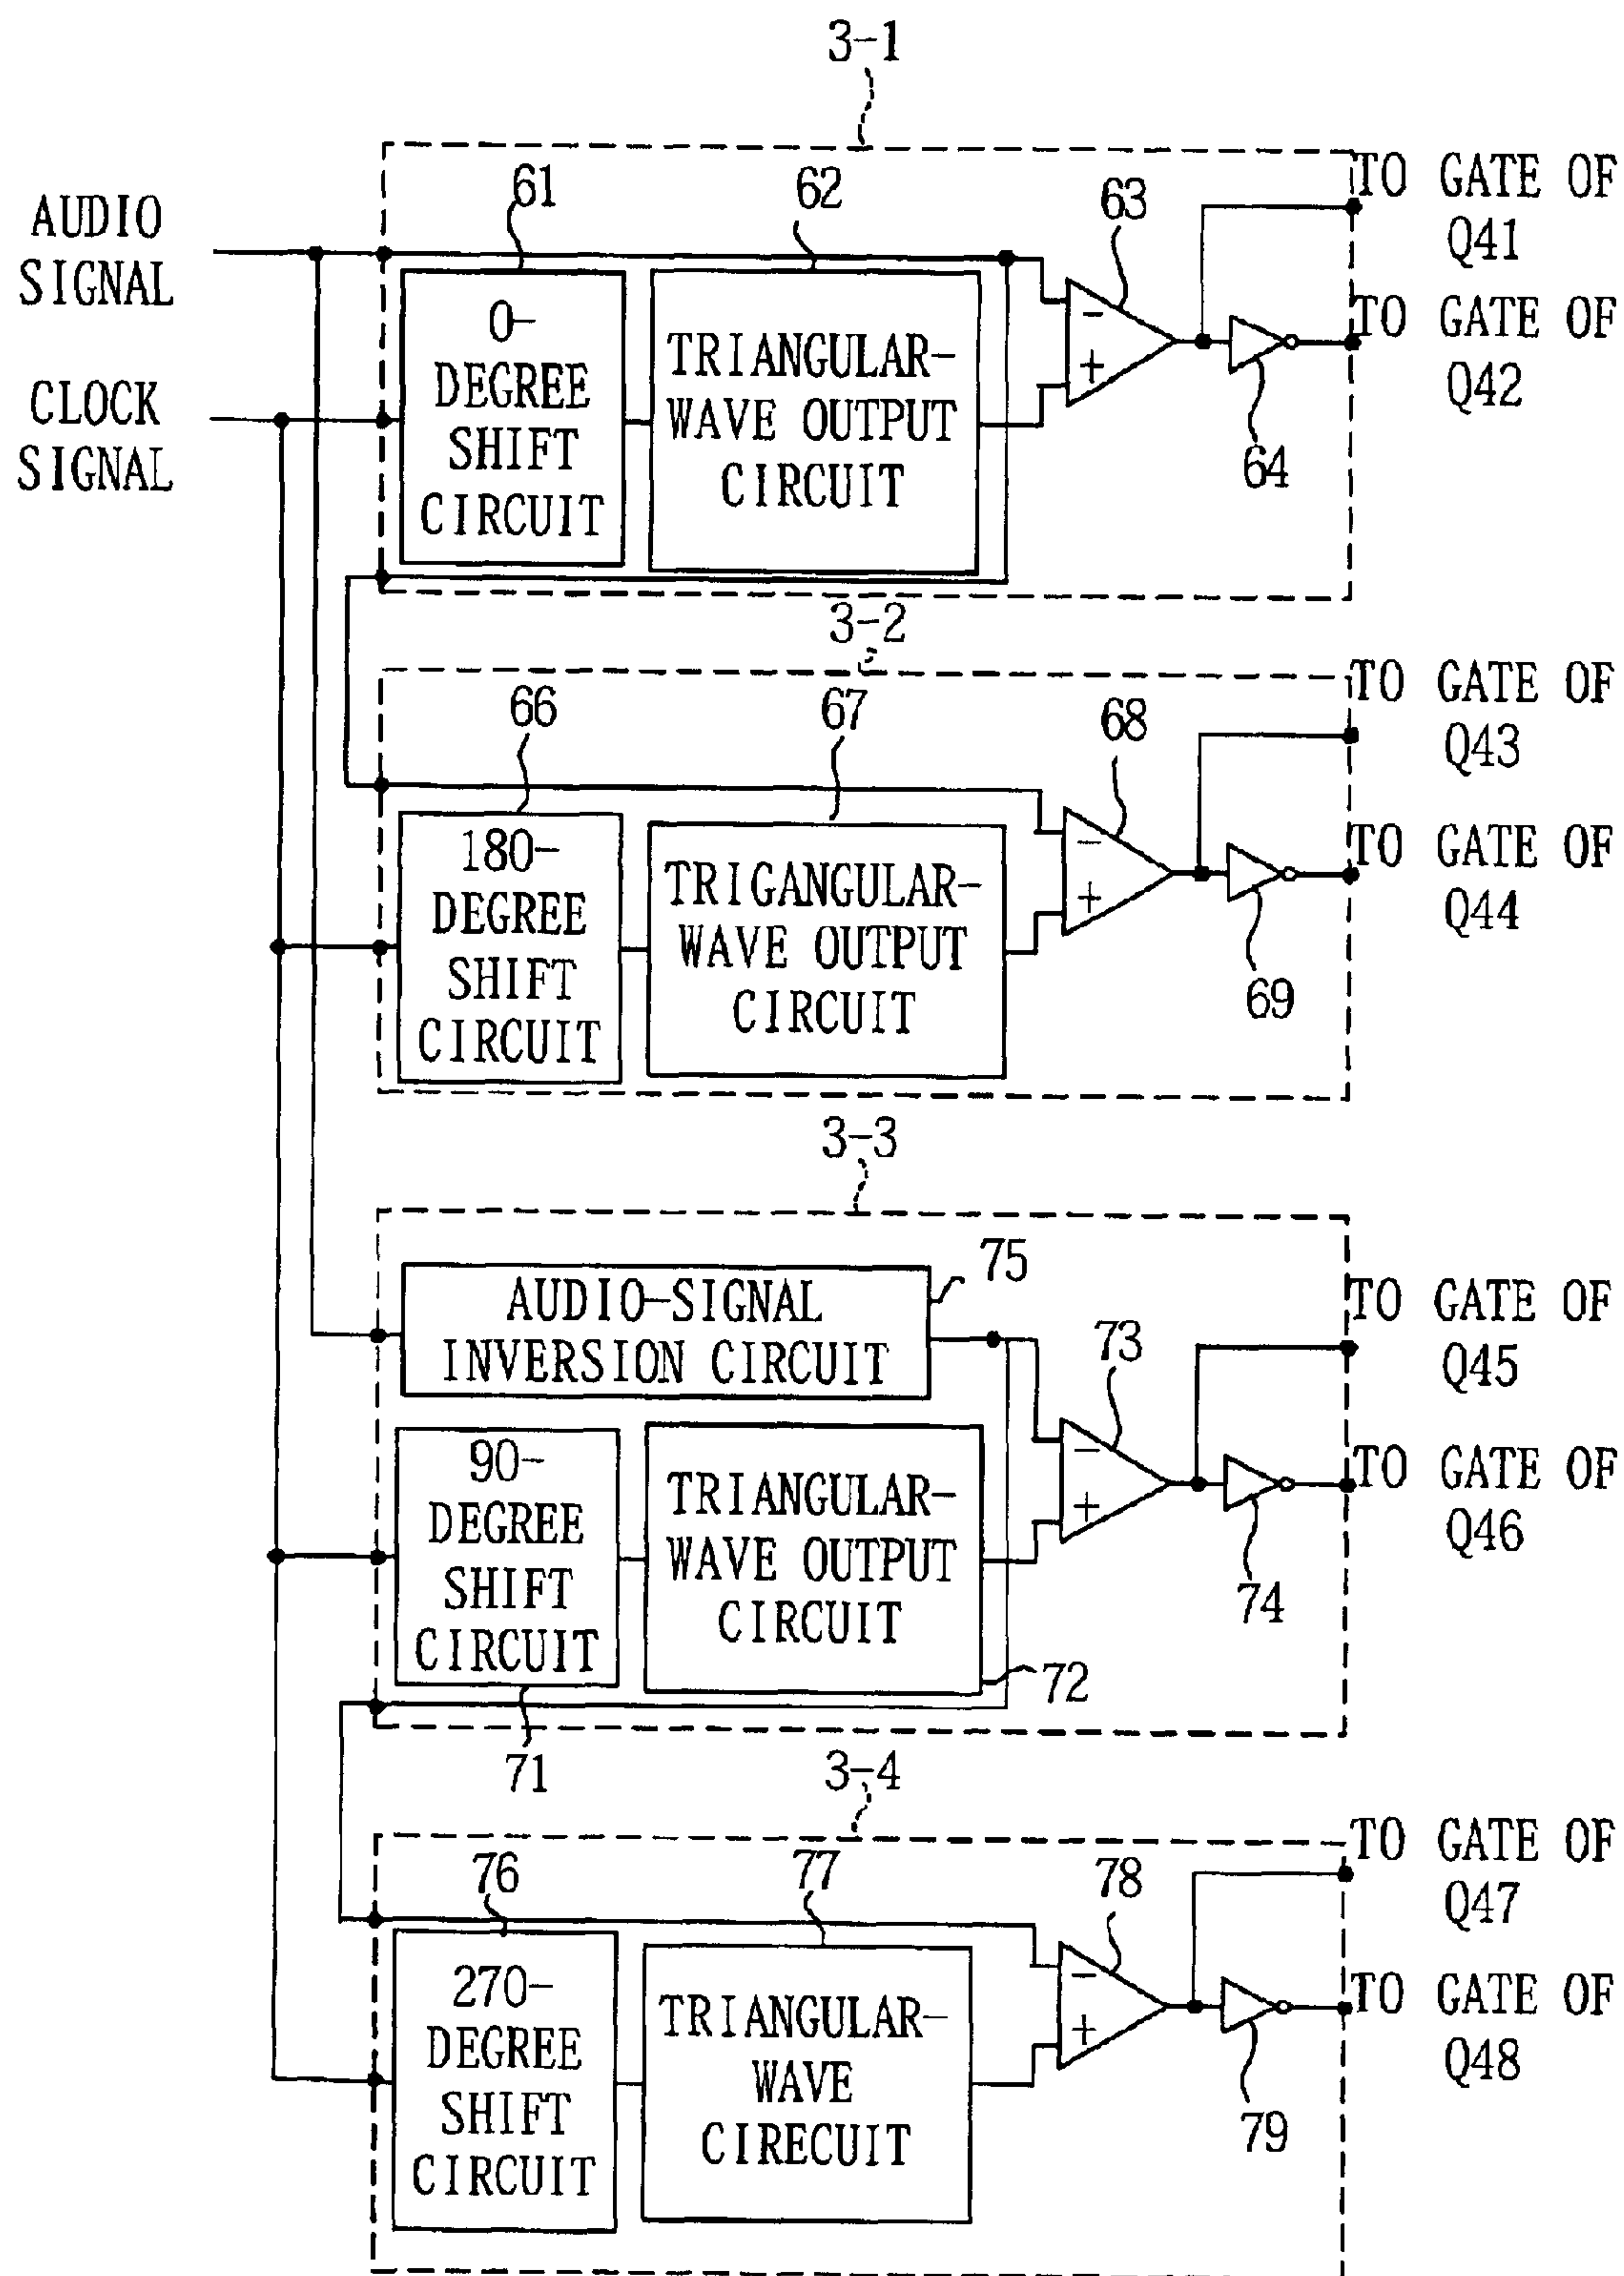 3-1
AUDIO
SIGNAL
CLOCK
SIGNAL
61
62
63
TO GATE OF
Q41
TO GATE OF
Q42
0-
DEGREE
SHIFT
CIRCUIT
TRIANGULAR-
WAVE OUTPUT
CIRCUIT
-
+
64
3-2
66
67
68
TO GATE OF
Q43
TO GATE OF
Q44
180-
DEGREE
SHIFT
CIRCUIT
TRIGANGULAR-
WAVE OUTPUT
CIRCUIT
-
+
69
3-3
AUDIO-SIGNAL
INVERSION CIRCUIT
75
73
TO GATE OF
Q45
TO GATE OF
Q46
90-
DEGREE
SHIFT
CIRCUIT
TRIANGULAR-
WAVE OUTPUT
CIRCUIT
-
+
74
72
71
3-4
76
77
78
TO GATE OF
Q47
TO GATE OF
Q48
270-
DEGREE
SHIFT
CIRCUIT
TRIANGULAR-
WAVE
CIRECUIT
-
+
79